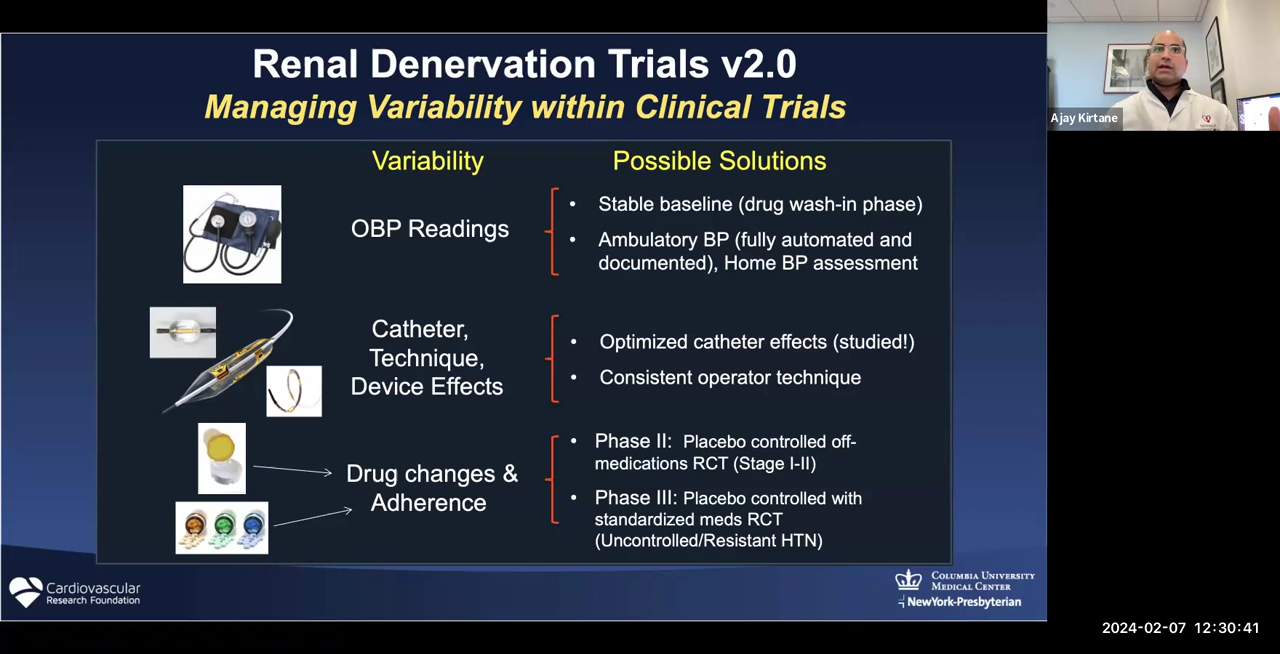 Renal Denervation Trials v2.0
Managing Variability within Clinical Trials
Variability
Possible Solutions
OBP Readings
• Stable baseline (drug wash-in phase)
• Ambulatory BP (fully automated and
documented), Home BP assessment
Catheter,
Technique,
Device Effects
• Optimized catheter effects (studied!)
• Consistent operator technique
Drug changes &
Adherence
• Phase II: Placebo controlled off-
medications RCT (Stage I-II)
• Phase III: Placebo controlled with
standardized meds RCT
(Uncontrolled/Resistant HTN)
Cardiovascular
Research Foundation
COLUMBIA UNIVERSITY
MEDICAL CENTER
NewYork-Presbyterian
Ajay Kirtane
2024-02-07 12:30:41